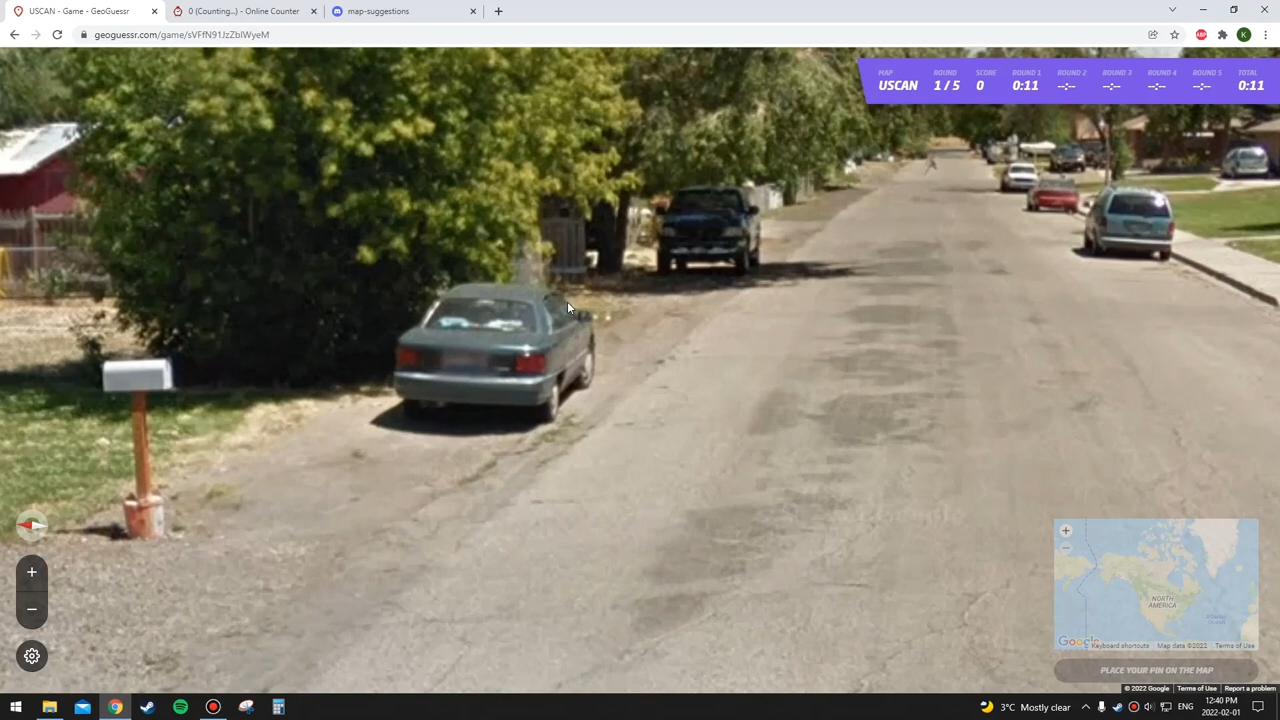 USCAN - Game - GeoGuessr
0 (Counting...) - Online Counter
map-suggestions
geoguessr.com/game/sVFfN91JzZbIWyeM
ABP
K
MAP ROUND SCORE ROUND 1 ROUND 2 ROUND 3 ROUND 4 ROUND 5 TOTAL
USCAN 1 / 5 0 0:11 --:-- --:-- --:-- --:-- 0:11
NORTH
AMERICA
Google
Keyboard shortcuts Map data ©2022 Terms of Use
PLACE YOUR PIN ON THE MAP
© 2022 Google Terms of Use Report a problem
3°C Mostly clear
ENG
12:40 PM
2022-02-01